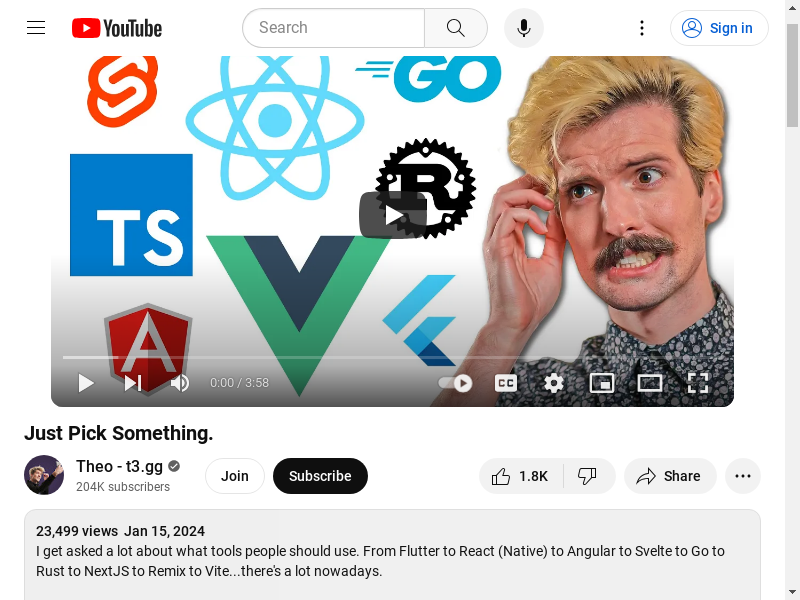 YouTube
Search
Sign in
GO
R
TS
A
0:00 / 3:58
CC
Just Pick Something.
Theo - t3.gg
204K subscribers
Join
Subscribe
1.8K
Share
23,499 views Jan 15, 2024
I get asked a lot about what tools people should use. From Flutter to React (Native) to Angular to Svelte to Go to
Rust to NextJS to Remix to Vite...there's a lot nowadays.